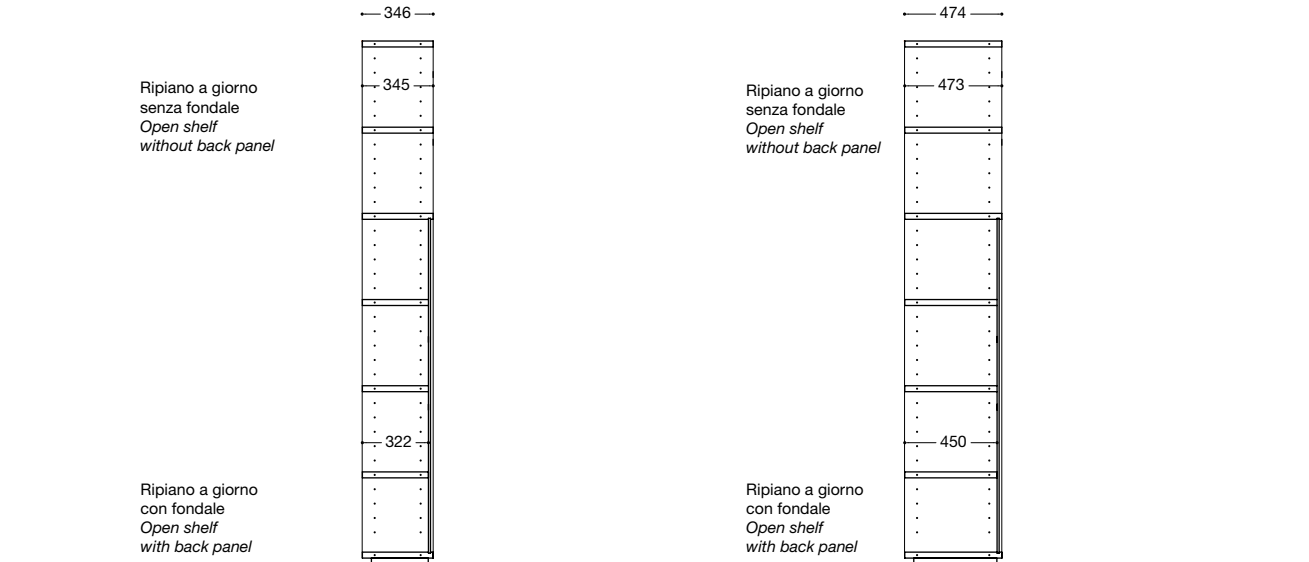 346
345
Ripiano a giorno
senza fondale
Open shelf
without back panel
322
Ripiano a giorno
con fondale
Open shelf
with back panel
474
473
Ripiano a giorno
senza fondale
Open shelf
without back panel
450
Ripiano a giorno
con fondale
Open shelf
with back panel